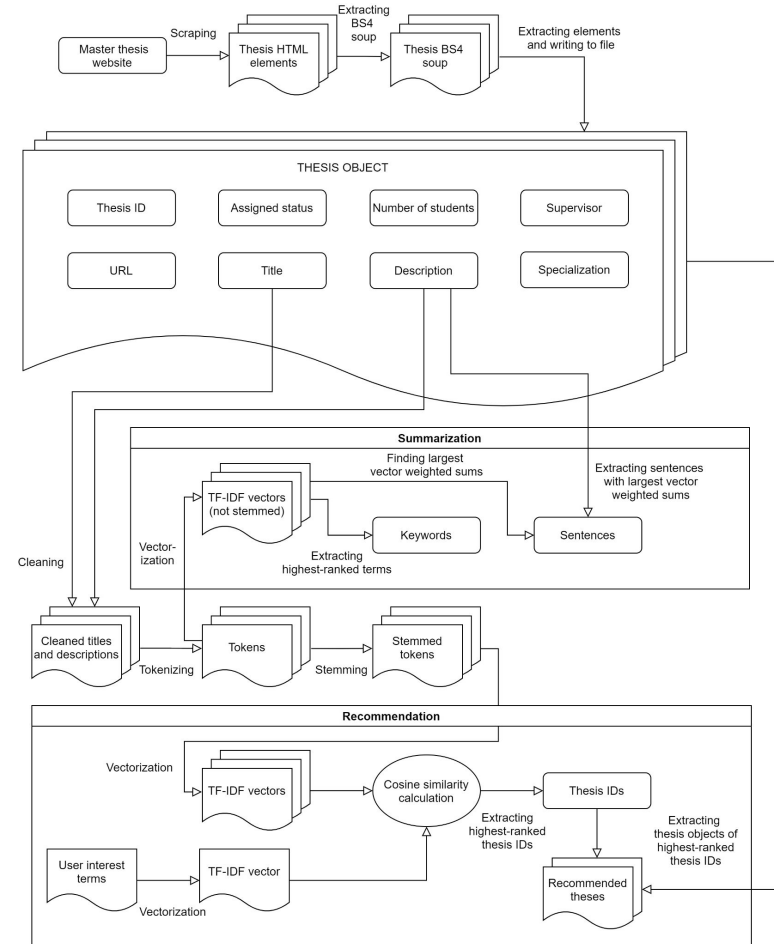 Master thesis
website
Scraping
Thesis HTML
elements
Extracting
BS4
soup
Thesis BS4
soup
Extracting elements
and writing to file
THESIS OBJECT
Thesis ID
Assigned status
Number of students
Supervisor
URL
Title
Description
Specialization
Summarization
TF-IDF vectors
(not stemmed)
Finding largest
vector weighted sums
Extracting sentences
with largest vector
weighted sums
Keywords
Sentences
Extracting
highest-ranked terms
Vector-
ization
Cleaning
Cleaned titles
and descriptions
Tokenizing
Tokens
Stemming
Stemmed
tokens
Recommendation
Vectorization
TF-IDF vectors
Cosine similarity
calculation
Extracting
highest-ranked
thesis IDs
Thesis IDs
Extracting
thesis objects of
highest-ranked
thesis IDs
User interest
terms
Vectorization
TF-IDF vector
Recommended
theses